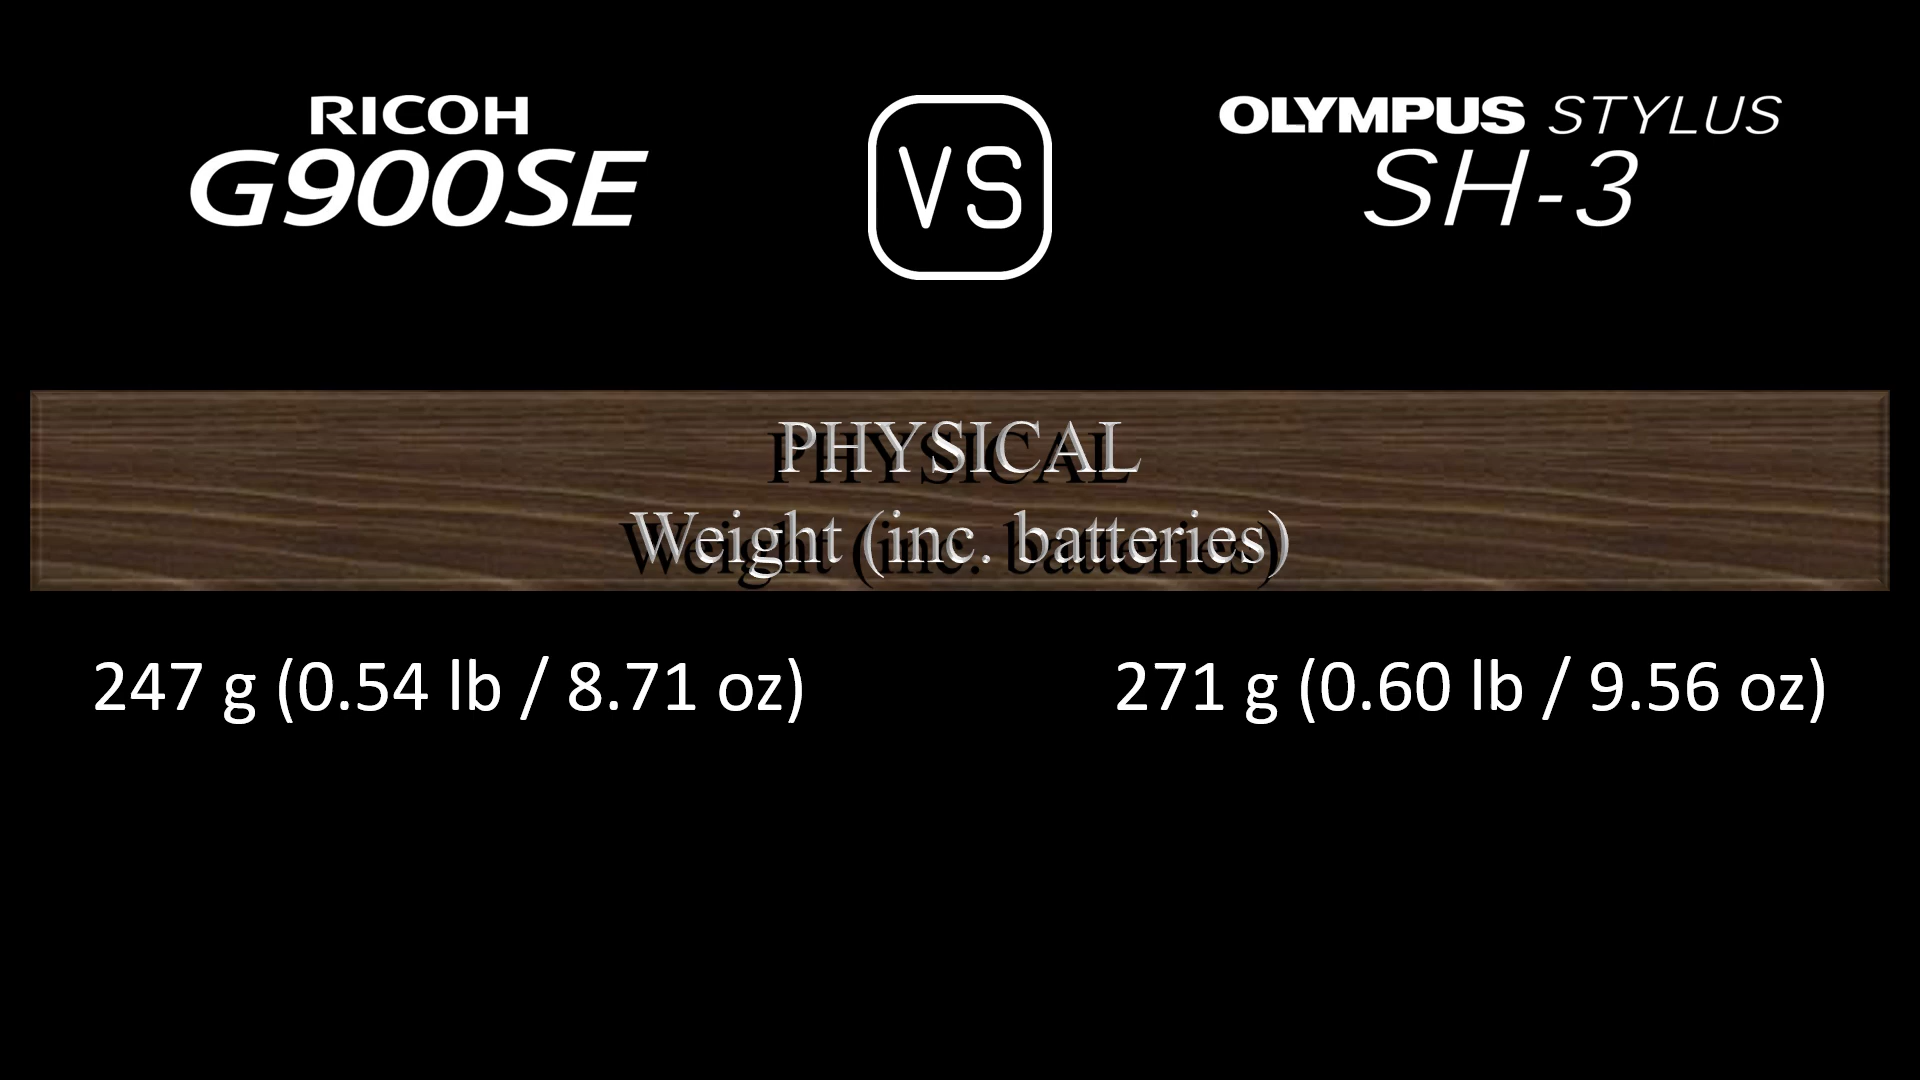 RICOH
G900SE
VS
OLYMPUS STYLUS
SH-3
PHYSICAL
Weight (inc. batteries)
247 g (0.54 lb / 8.71 oz)
271 g (0.60 lb / 9.56 oz)